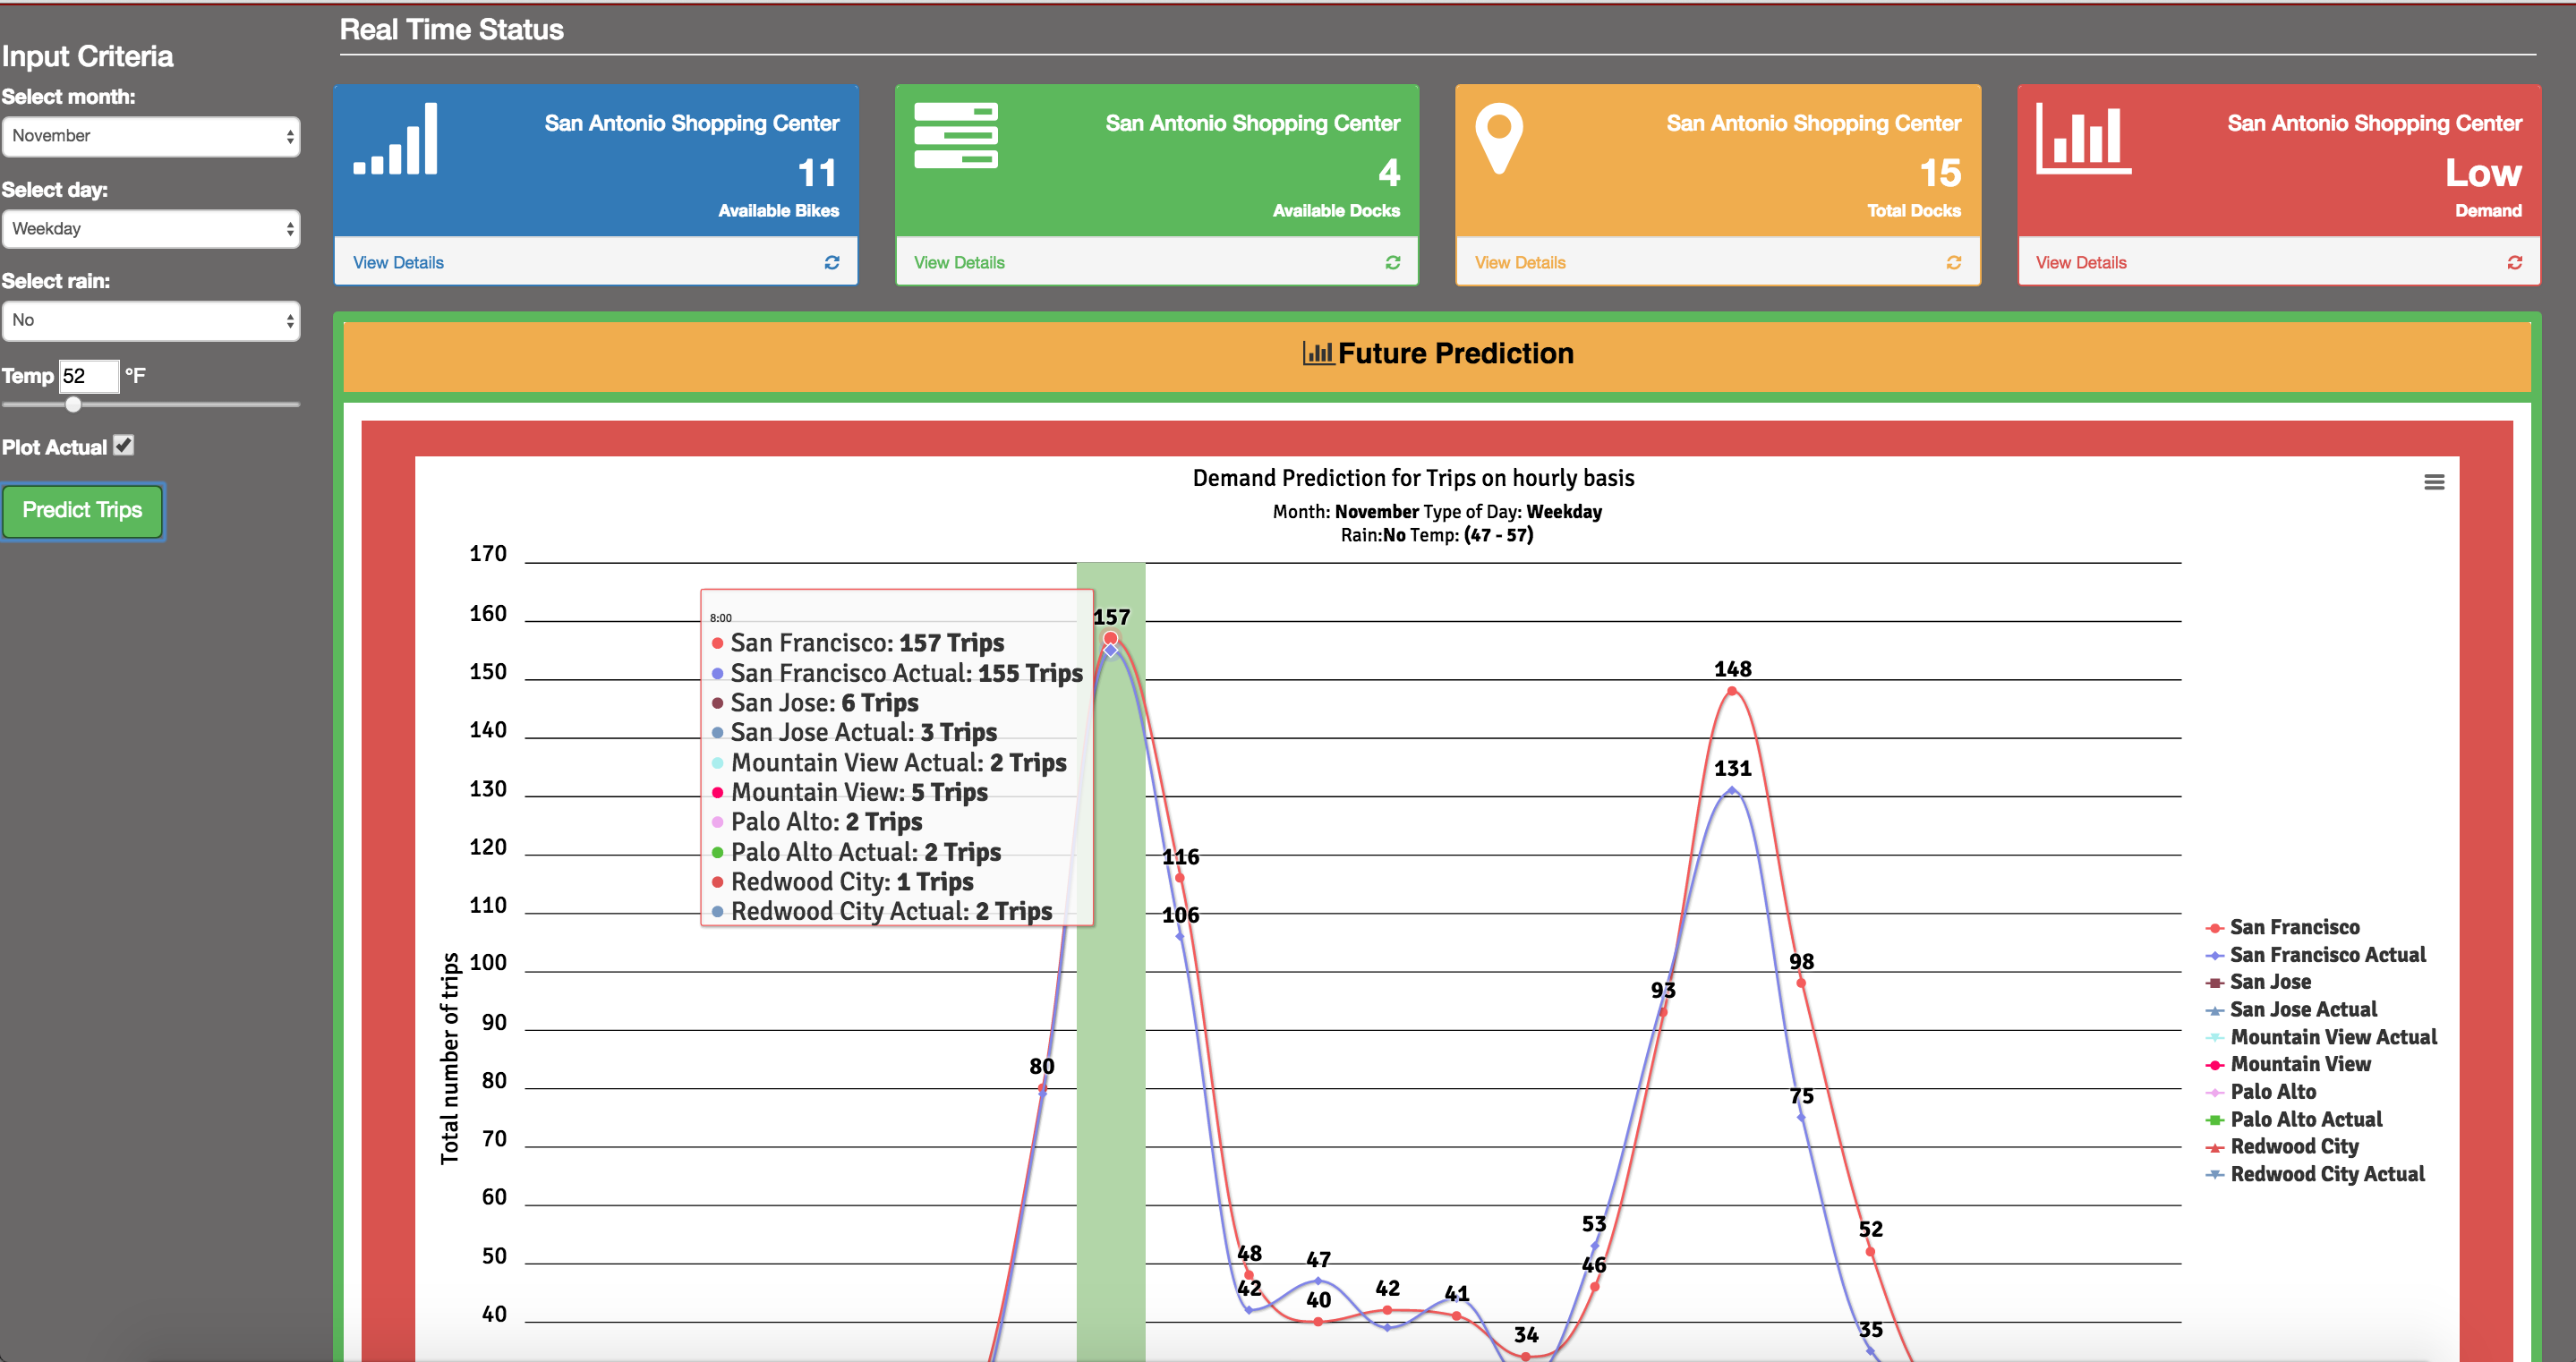 Real Time Status
Input Criteria
Select month:
November
Select day:
Weekday
Select rain:
No
Temp 52 °F
Plot Actual
Predict Trips
San Antonio Shopping Center
11
Available Bikes
View Details
San Antonio Shopping Center
4
Available Docks
View Details
San Antonio Shopping Center
15
Total Docks
View Details
San Antonio Shopping Center
Low
Demand
View Details
Future Prediction
Demand Prediction for Trips on hourly basis
Month: November Type of Day: Weekday
Rain:No Temp: (47 - 57)
170
160
150
140
130
120
110
100
90
80
70
60
50
40
Total number of trips
8:00
San Francisco: 157 Trips
San Francisco Actual: 155 Trips
San Jose: 6 Trips
San Jose Actual: 3 Trips
Mountain View Actual: 2 Trips
Mountain View: 5 Trips
Palo Alto: 2 Trips
Palo Alto Actual: 2 Trips
Redwood City: 1 Trips
Redwood City Actual: 2 Trips
80
157
116
106
48
42
47
40
42
41
34
53
46
93
148
131
98
75
52
35
San Francisco
San Francisco Actual
San Jose
San Jose Actual
Mountain View Actual
Mountain View
Palo Alto
Palo Alto Actual
Redwood City
Redwood City Actual